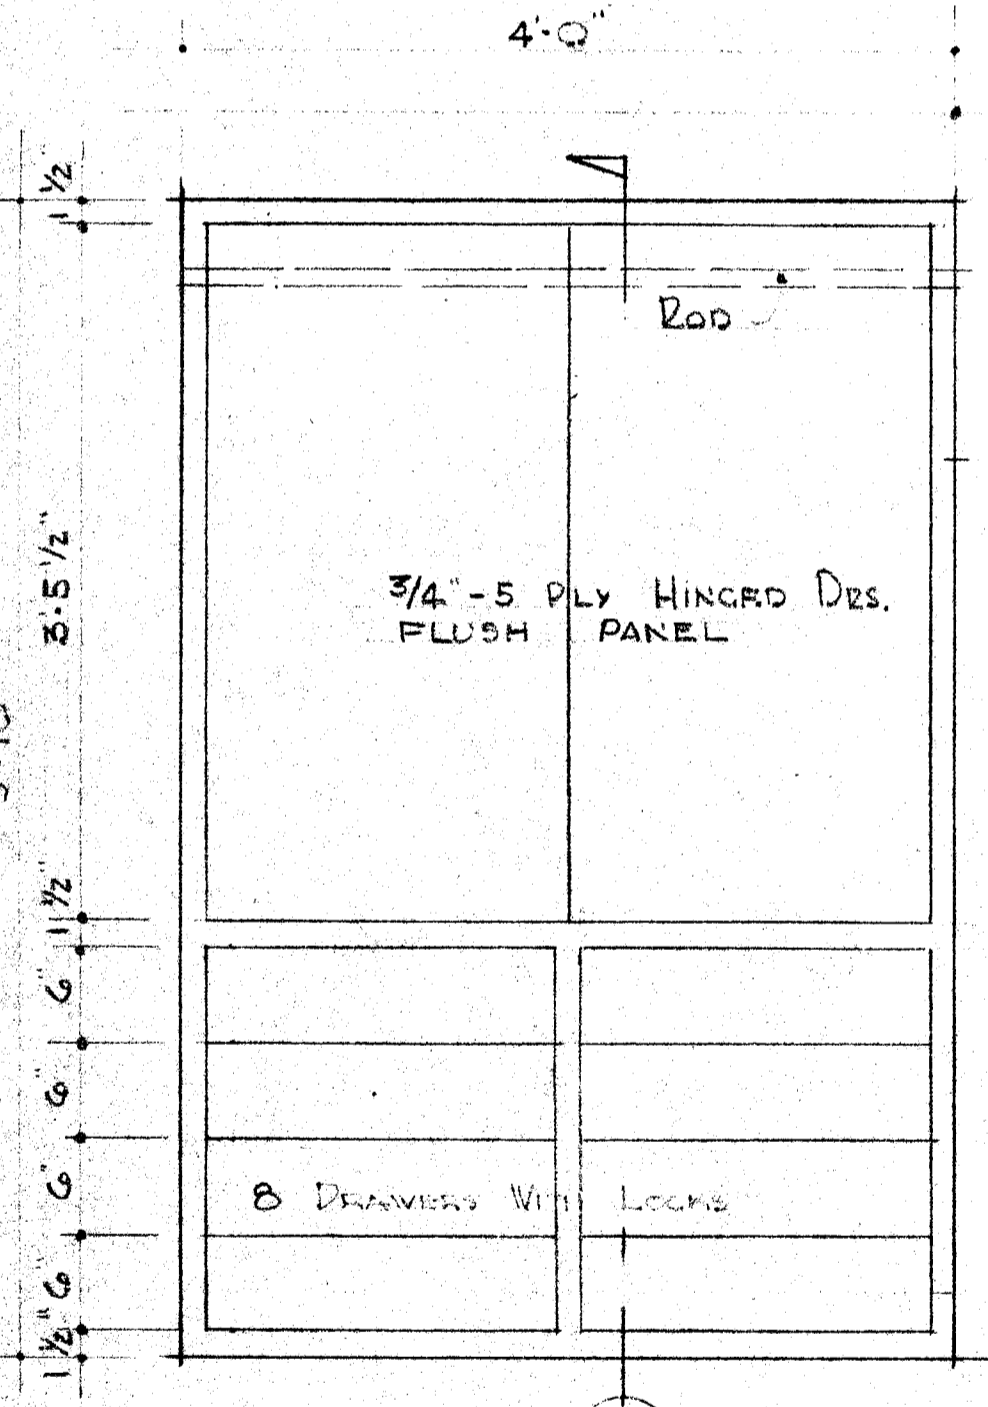 4'-0"
1 1/2"
ROD
3'-5 1/2"
3/4" - 5 PLY HINGED DRS.
FLUSH PANEL
1 1/2"
6"
6"
6"
8 DRAWERS WITH LOCKS
6"
1 1/2"